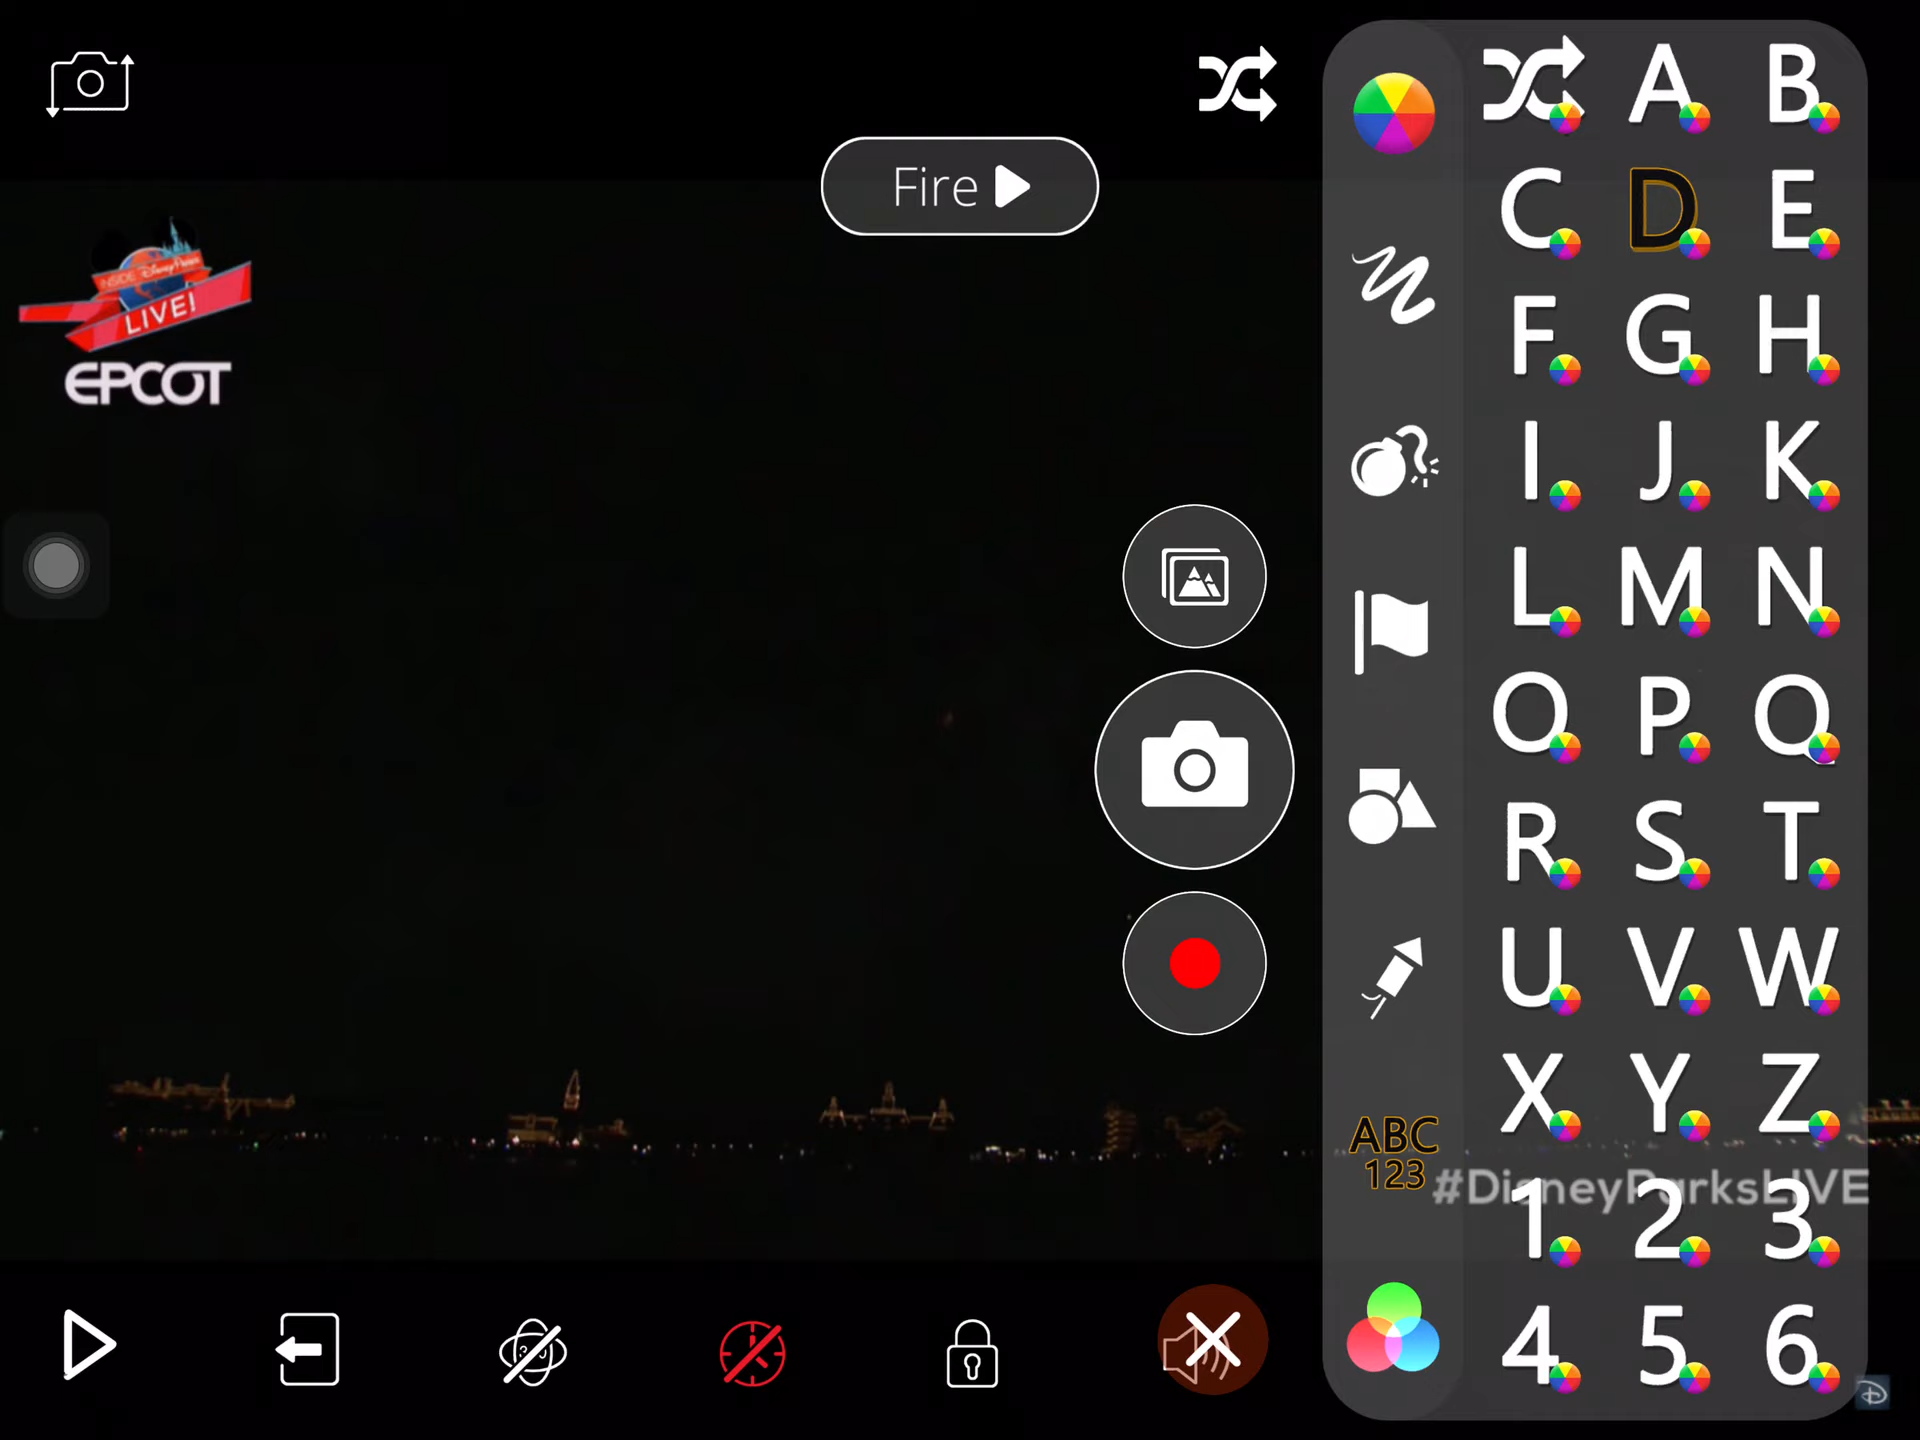 Fire
INSIDE Disney Parks
LIVE!
EPCOT
A B
C D E
F G H
I J K
L M N
O P Q
R S T
U V W
X Y Z
1 2 3
4 5 6
ABC
123
#DisneyParksLIVE
D